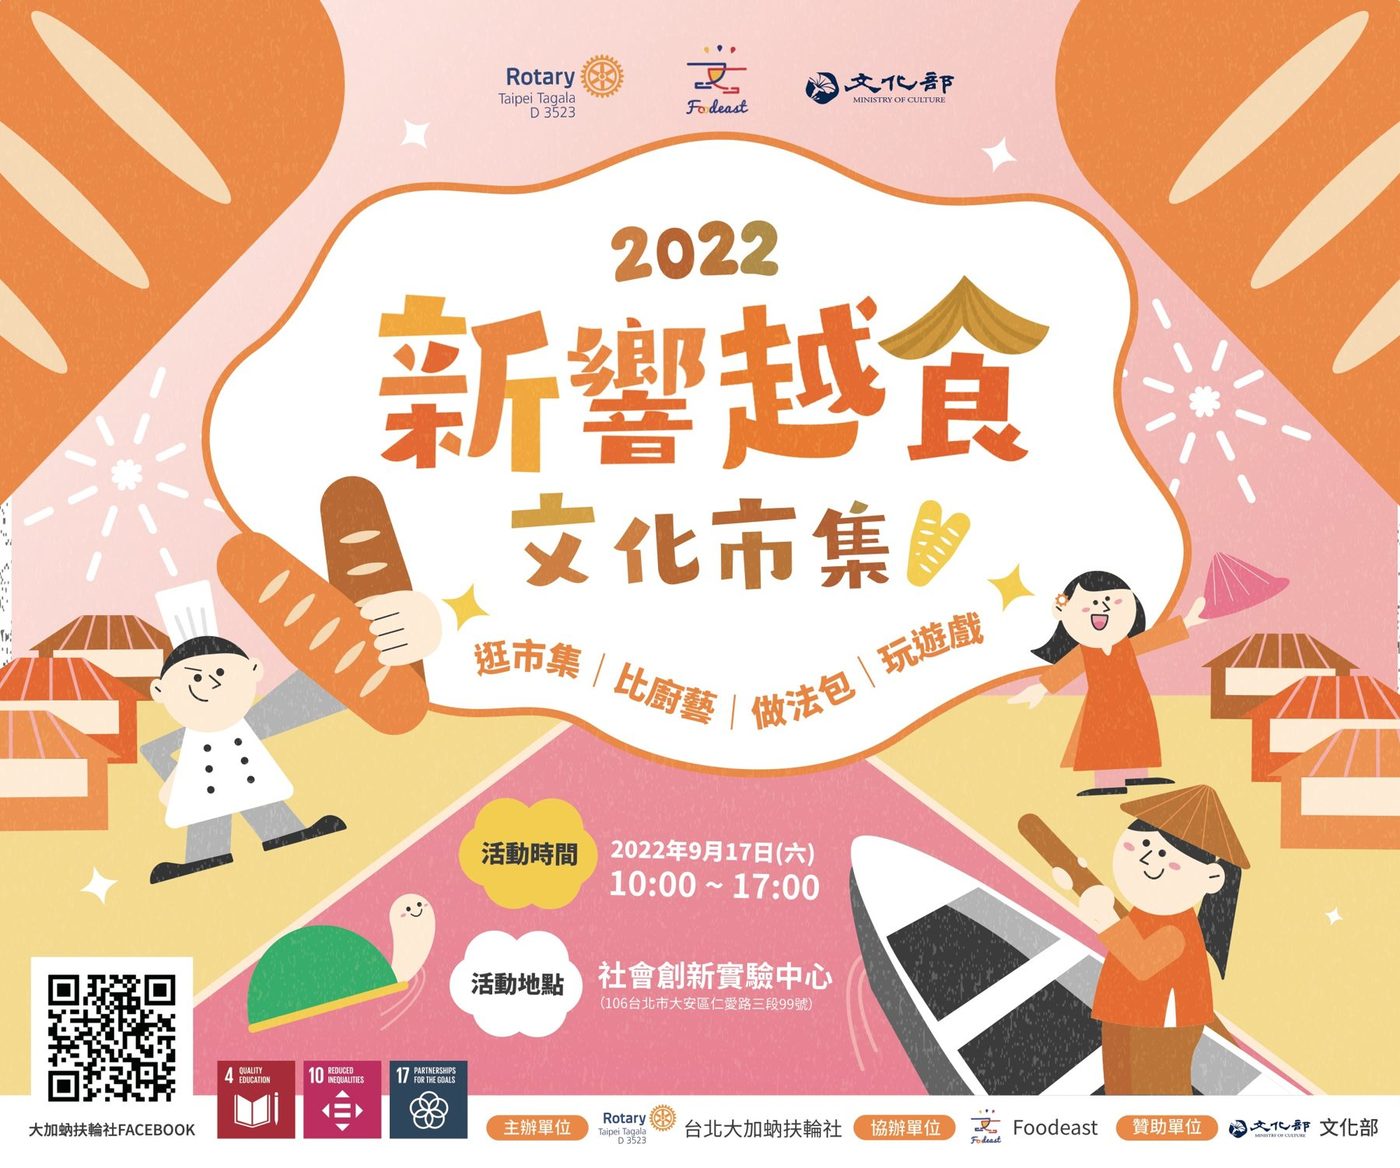 Rotary
Taipei Tagala
D 3523
Foodeast
文化部
MINISTRY OF CULTURE
2022
新響越食
文化市集
逛市集｜比廚藝｜做法包｜玩遊戲
活動時間
2022年9月17日(六)
10:00 ~ 17:00
活動地點
社會創新實驗中心
(106台北市大安區仁愛路三段99號)
大加蚋扶輪社FACEBOOK
4 QUALITY
EDUCATION
10 REDUCED
INEQUALITIES
17 PARTNERSHIPS
FOR THE GOALS
主辦單位
Rotary
Taipei Tagala
D 3523
台北大加蚋扶輪社
協辦單位
Foodeast
Foodeast
贊助單位
文化部
MINISTRY OF CULTURE
文化部